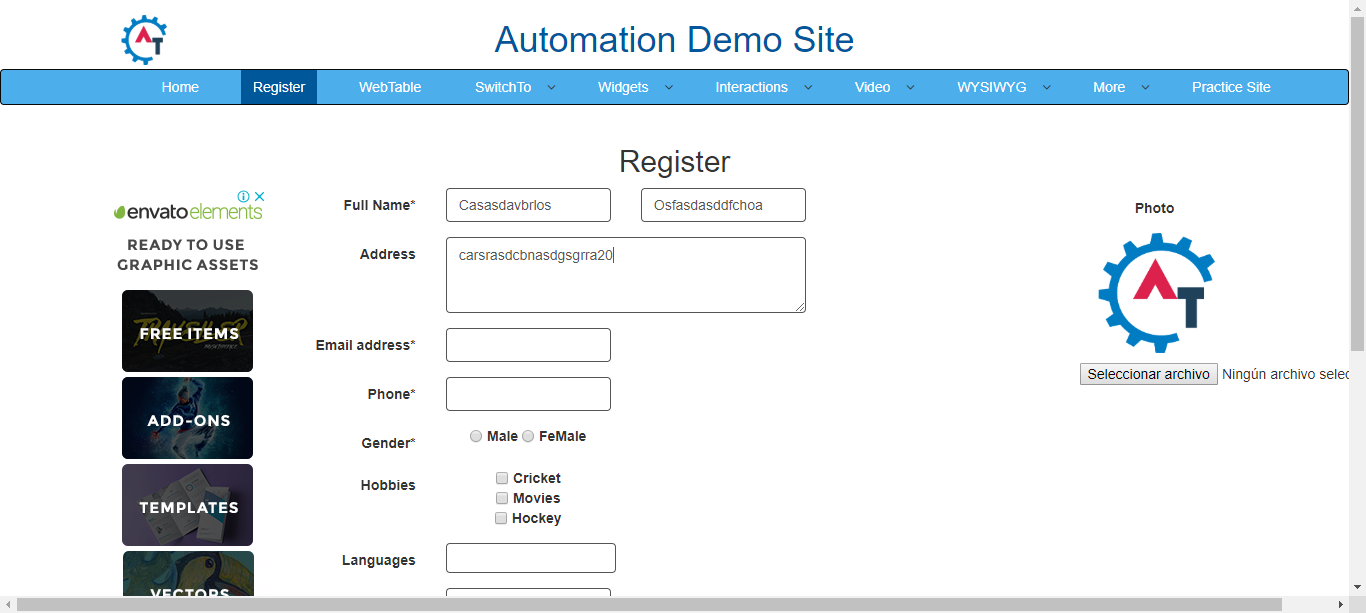 Automation Demo Site
Home Register WebTable SwitchTo Widgets Interactions Video WYSIWYG More Practice Site
Register
envato elements
READY TO USE
GRAPHIC ASSETS
FREE ITEMS
ADD-ONS
TEMPLATES
VECTORS
Full Name* Casasdavbrlos Osfasdasddfchoa
Address carsrasdcbnasdgsgrra20
Email address*
Phone*
Gender* Male FeMale
Hobbies Cricket
Movies
Hockey
Languages
Photo
AT
Seleccionar archivo Ningún archivo selec